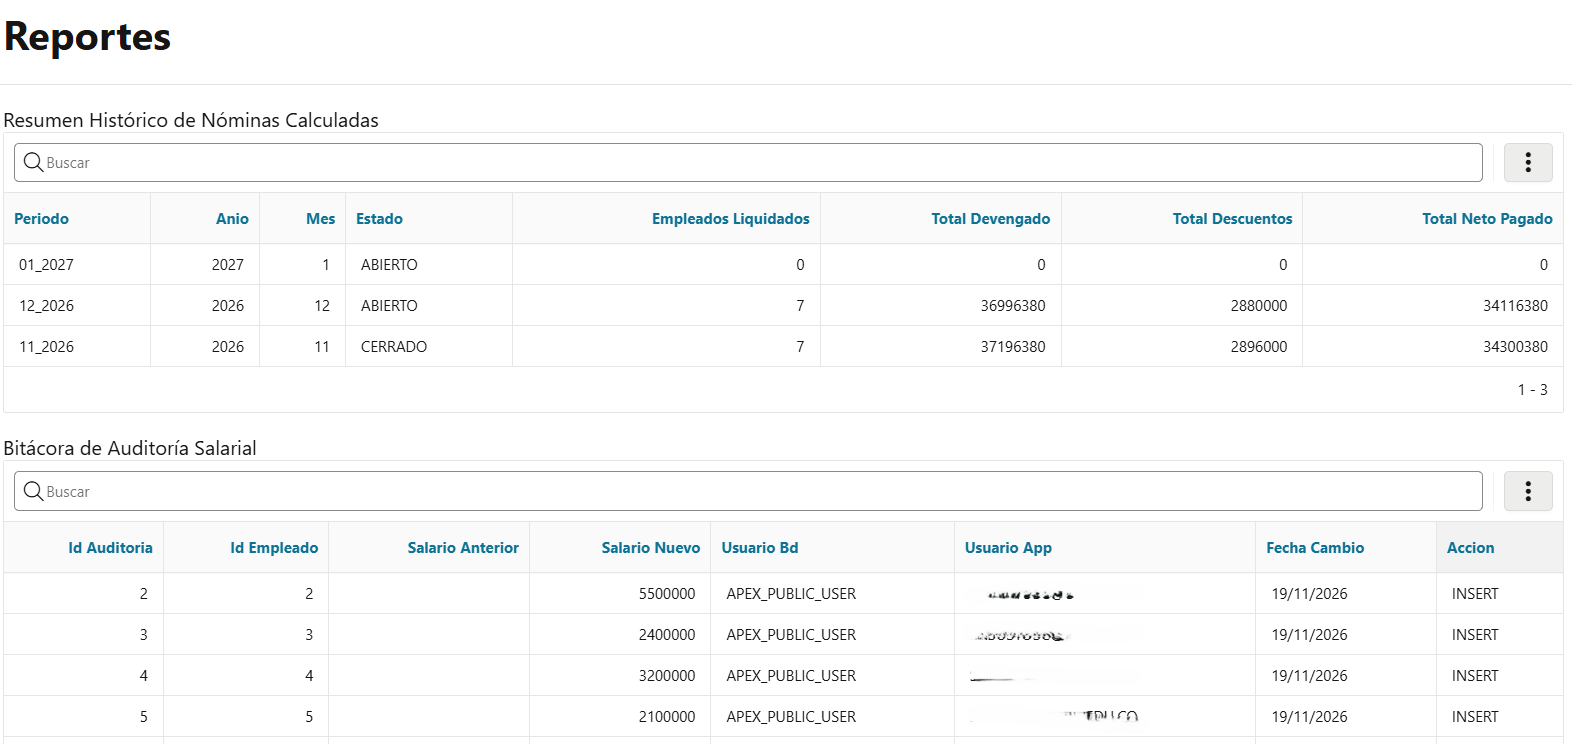 Reportes
Resumen Histórico de Nóminas Calculadas
Buscar
Periodo Anio Mes Estado Empleados Liquidados Total Devengado Total Descuentos Total Neto Pagado
01_2027 2027 1 ABIERTO 0 0 0 0
12_2026 2026 12 ABIERTO 7 36996380 2880000 34116380
11_2026 2026 11 CERRADO 7 37196380 2896000 34300380
1 - 3
Bitácora de Auditoría Salarial
Buscar
Id Auditoria Id Empleado Salario Anterior Salario Nuevo Usuario Bd Usuario App Fecha Cambio Accion
2 2 5500000 APEX_PUBLIC_USER 19/11/2026 INSERT
3 3 2400000 APEX_PUBLIC_USER 19/11/2026 INSERT
4 4 3200000 APEX_PUBLIC_USER 19/11/2026 INSERT
5 5 2100000 APEX_PUBLIC_USER 19/11/2026 INSERT